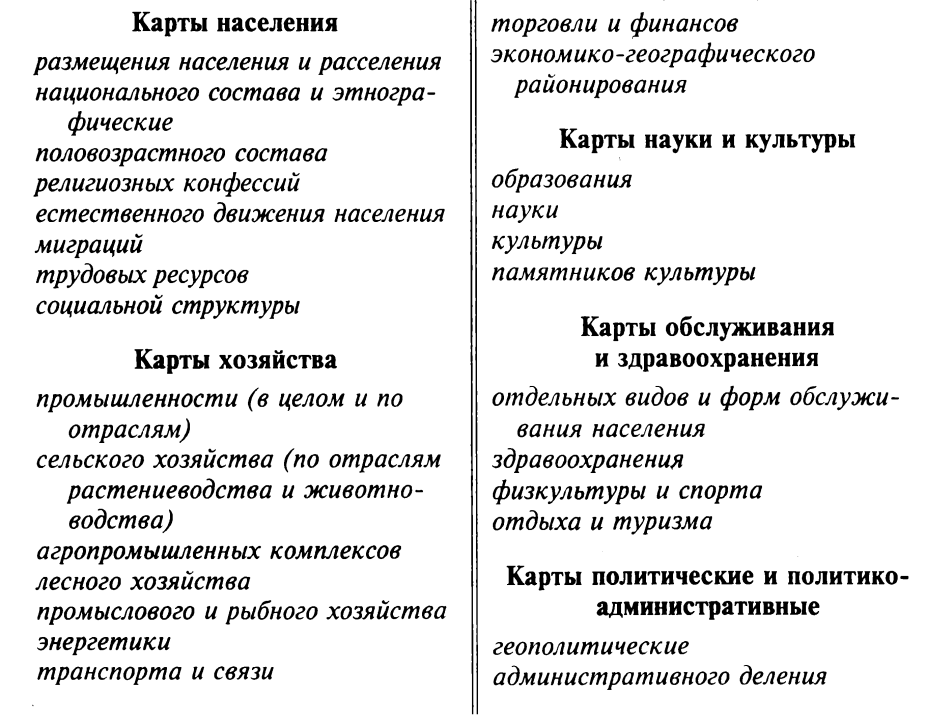 Карты населения
размещения населения и расселения
национального состава и этногра-
фические
половозрастного состава
религиозных конфессий
естественного движения населения
миграций
трудовых ресурсов
социальной структуры
Карты хозяйства
промышленности (в целом и по
отраслям)
сельского хозяйства (по отраслям
растениеводства и животно-
водства)
агропромышленных комплексов
лесного хозяйства
промыслового и рыбного хозяйства
энергетики
транспорта и связи
торговли и финансов
экономико-географического
районирования
Карты науки и культуры
образования
науки
культуры
памятников культуры
Карты обслуживания
и здравоохранения
отдельных видов и форм обслужи-
вания населения
здравоохранения
физкультуры и спорта
отдыха и туризма
Карты политические и политико-
административные
геополитические
административного деления